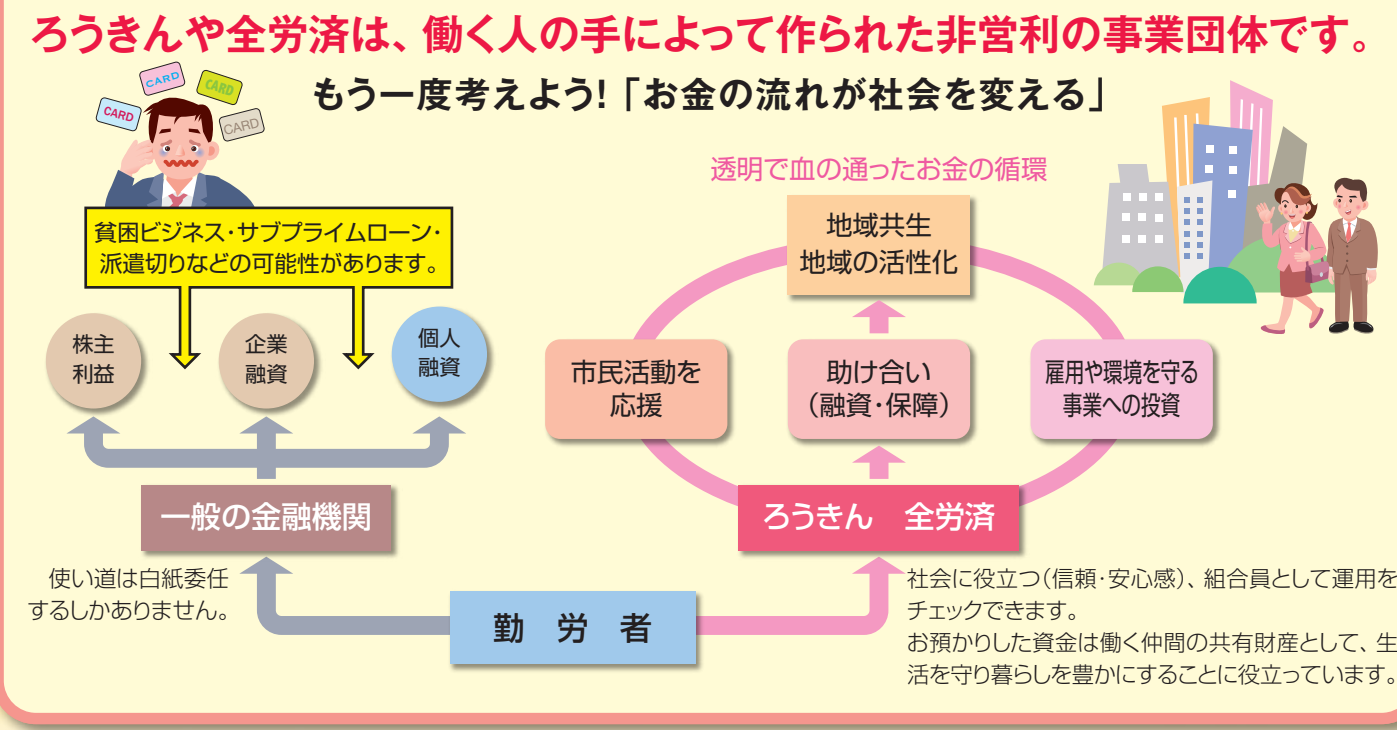 ろうきんや全労済は、働く人の手によって作られた非営利の事業団体です。
もう一度考えよう!「お金の流れが社会を変える」
CARD
CARD
CARD
CARD
貧困ビジネス・サブプライムローン・
派遣切りなどの可能性があります。
株主
利益
企業
融資
個人
融資
一般の金融機関
使い道は白紙委任
するしかありません。
透明で血の通ったお金の循環
地域共生
地域の活性化
市民活動を
応援
助け合い
(融資・保障)
雇用や環境を守る
事業への投資
ろうきん 全労済
勤 労 者
社会に役立つ(信頼・安心感)、組合員として運用を
チェックできます。
お預かりした資金は働く仲間の共有財産として、生
活を守り暮らしを豊かにすることに役立っています。